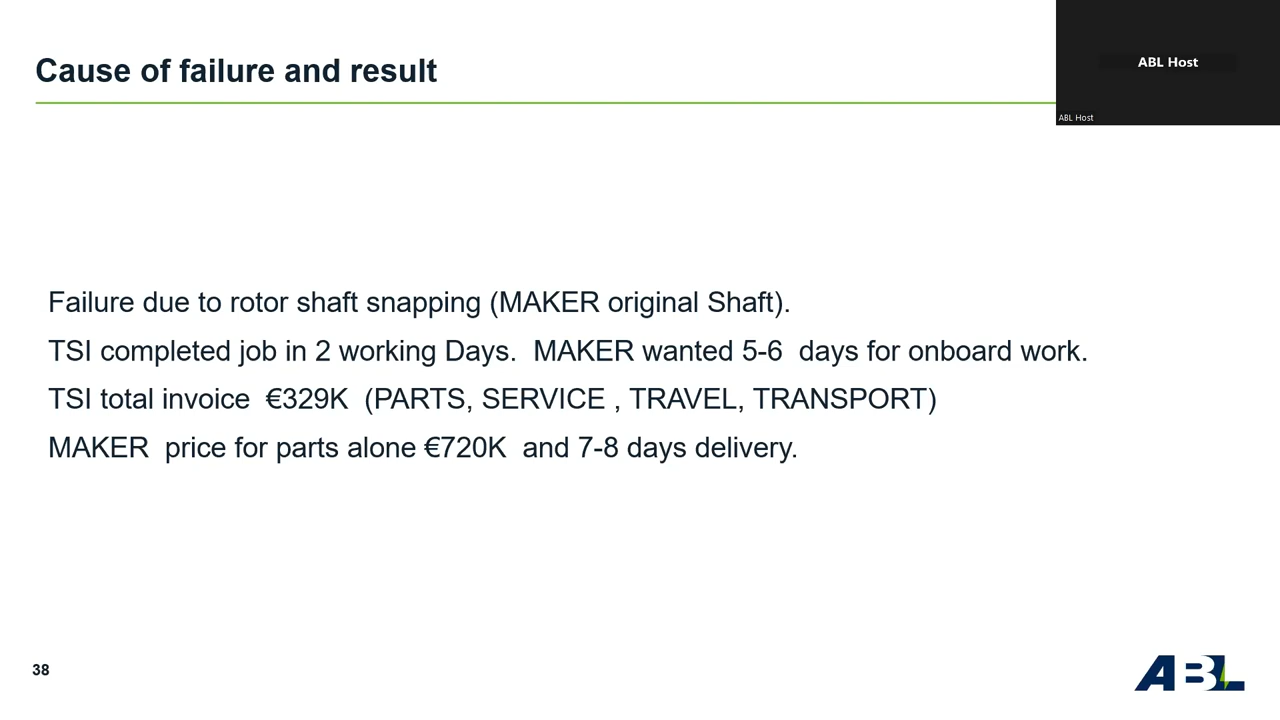 Cause of failure and result
ABL Host
ABL Host
Failure due to rotor shaft snapping (MAKER original Shaft).
TSI completed job in 2 working Days.  MAKER wanted 5-6  days for onboard work.
TSI total invoice  €329K  (PARTS, SERVICE , TRAVEL, TRANSPORT)
MAKER  price for parts alone €720K  and 7-8 days delivery.
38
ABL